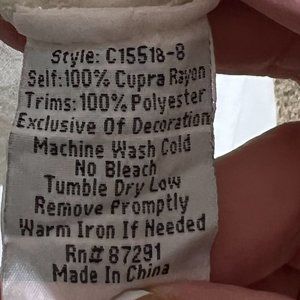 Style: C15518-8
Self:100% Cupra Rayon
Trims:100% Polyester
Exclusive Of Decoration
Machine Wash Cold
No Bleach
Tumble Dry Low
Remove Promptly
Warm Iron If Needed
Rn# 87291
Made In China